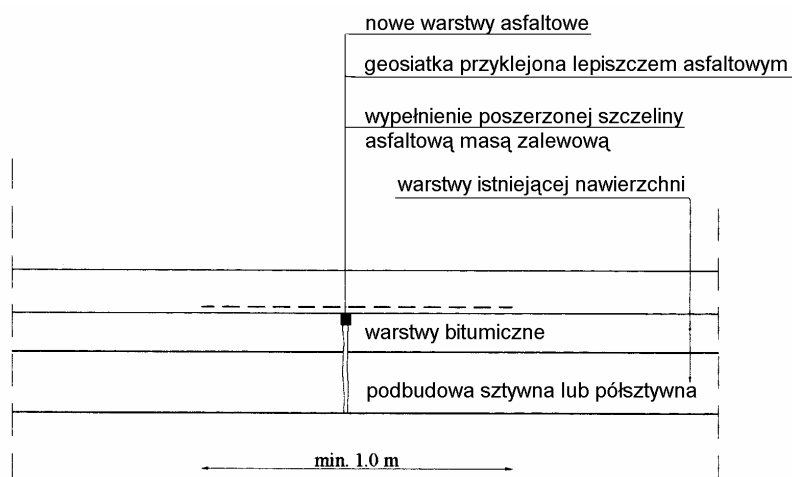 nowe warstwy asfaltowe
geosiatka przyklejona lepiszczem asfaltowym
wypełnienie poszerzonej szczeliny
asfaltową masą zalewową
warstwy istniejącej nawierzchni
warstwy bitumiczne
podbudowa sztywna lub półsztywna
min. 1.0 m